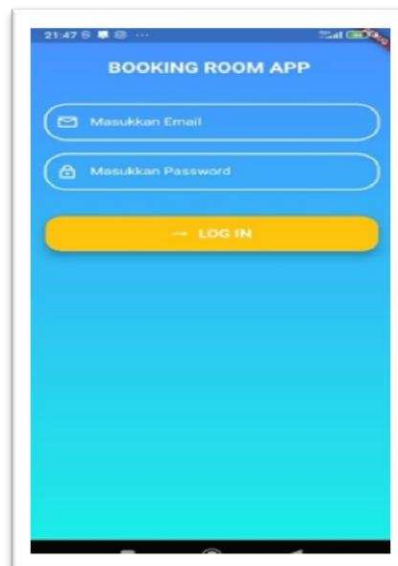 21:47
BOOKING ROOM APP
Masukkan Email
Masukkan Password
→ LOG IN